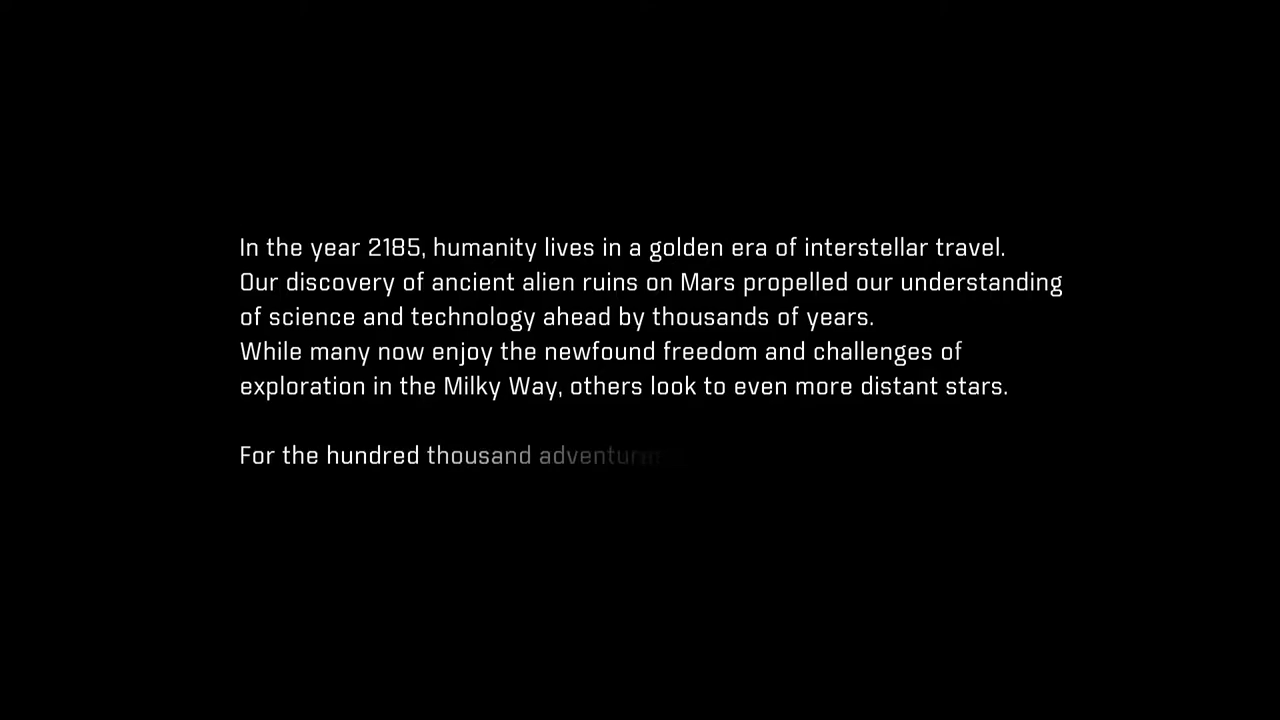 In the year 2185, humanity lives in a golden era of interstellar travel.
Our discovery of ancient alien ruins on Mars propelled our understanding
of science and technology ahead by thousands of years.
While many now enjoy the newfound freedom and challenges of
exploration in the Milky Way, others look to even more distant stars.
For the hundred thousand